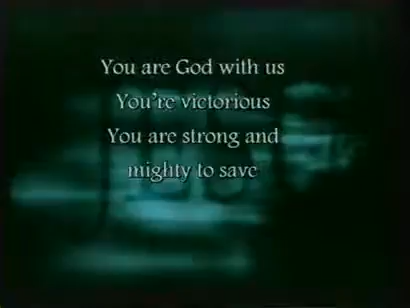 You are God with us
You're victorious
You are strong and
mighty to save